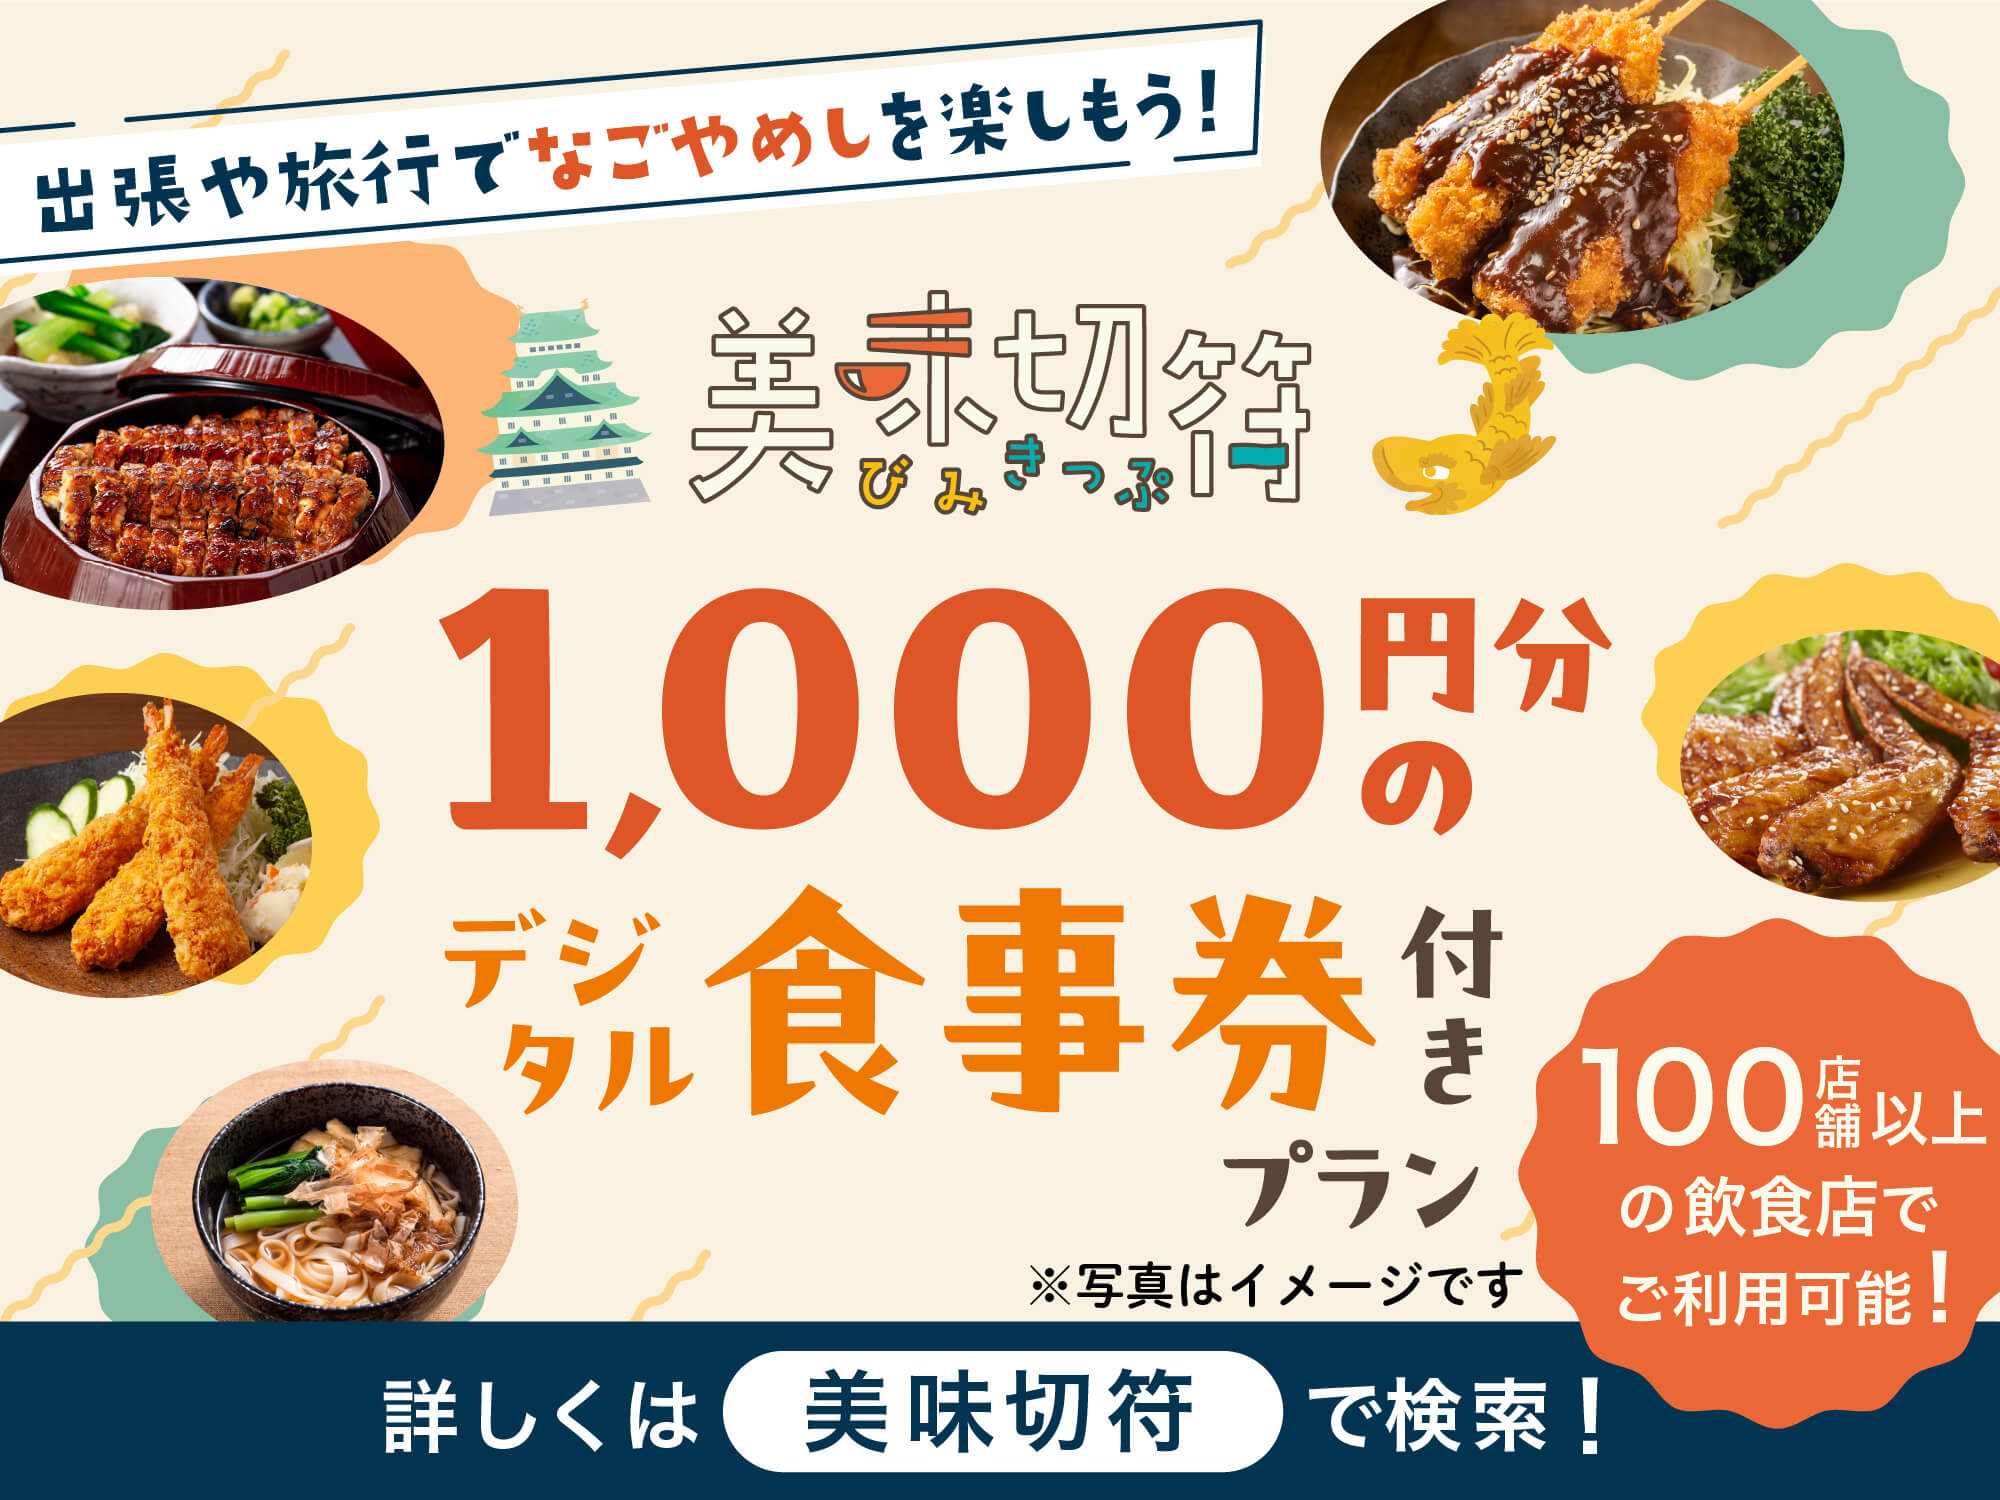 出張や旅行でなごやめしを楽しもう!
美味切符
びみきっぷ
1,000円分の
デジタル食事券付き
プラン
※写真はイメージです
100店舗以上
の飲食店で
ご利用可能!
詳しくは 美味切符 で検索!